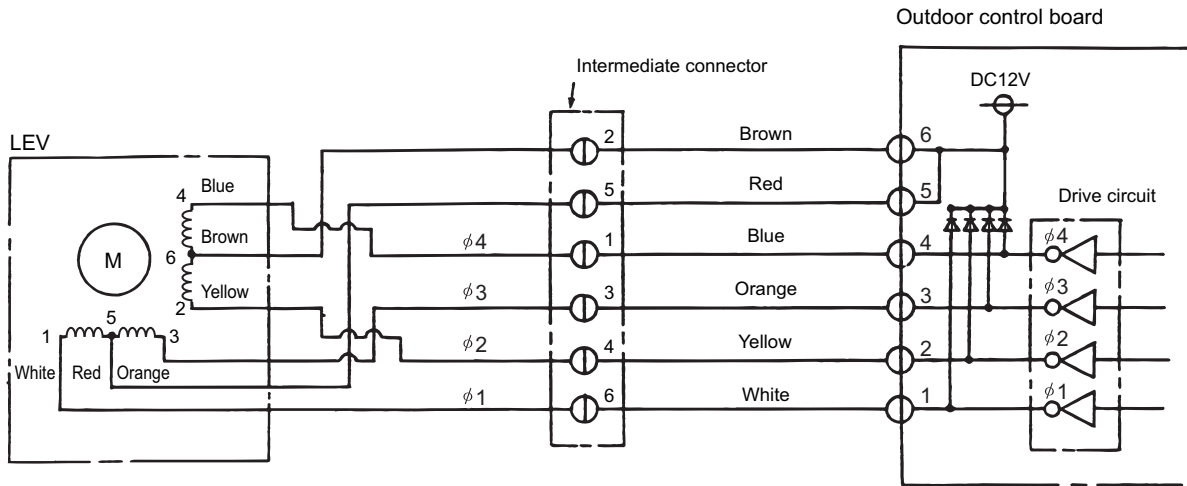 Outdoor control board
Intermediate connector
DC12V
LEV
2 Brown 6
4 Blue
5 Red 5
Drive circuit
Brown
6
ϕ4 1 Blue 4 ϕ4
M
Yellow
2
ϕ3 3 Orange 3 ϕ3
1 5 3
ϕ2 4 Yellow 2 ϕ2
White Red Orange
ϕ1 6 White 1 ϕ1